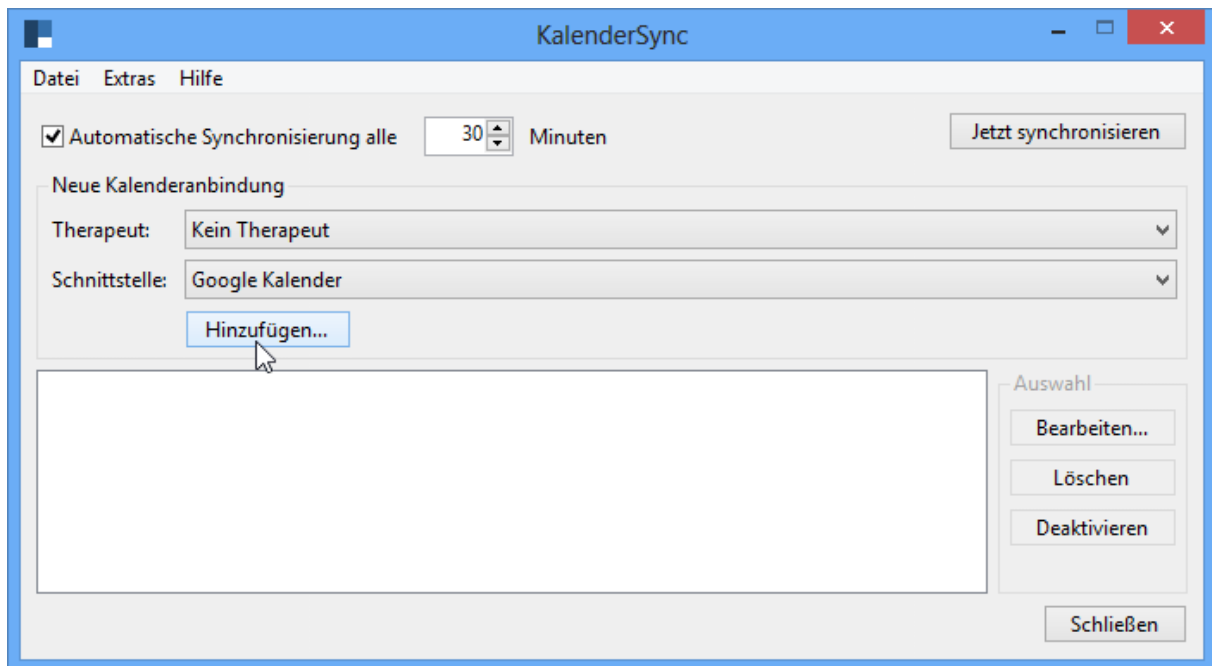 KalenderSync
Datei Extras Hilfe
Automatische Synchronisierung alle 30 Minuten Jetzt synchronisieren
Neue Kalenderanbindung
Therapeut: Kein Therapeut
Schnittstelle: Google Kalender
Hinzufügen...
Auswahl
Bearbeiten...
Löschen
Deaktivieren
Schließen